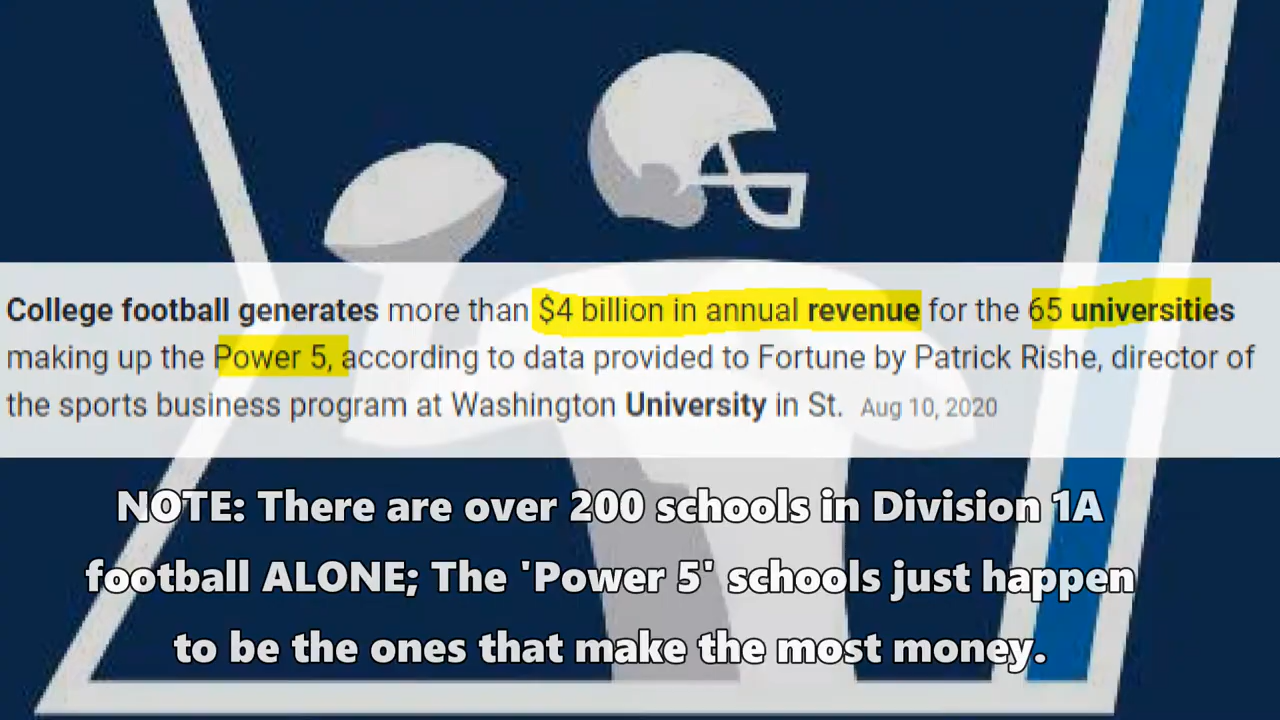 College football generates more than $4 billion in annual revenue for the 65 universities
making up the Power 5, according to data provided to Fortune by Patrick Rishe, director of
the sports business program at Washington University in St. Aug 10, 2020
NOTE: There are over 200 schools in Division 1A
football ALONE; The 'Power 5' schools just happen
to be the ones that make the most money.